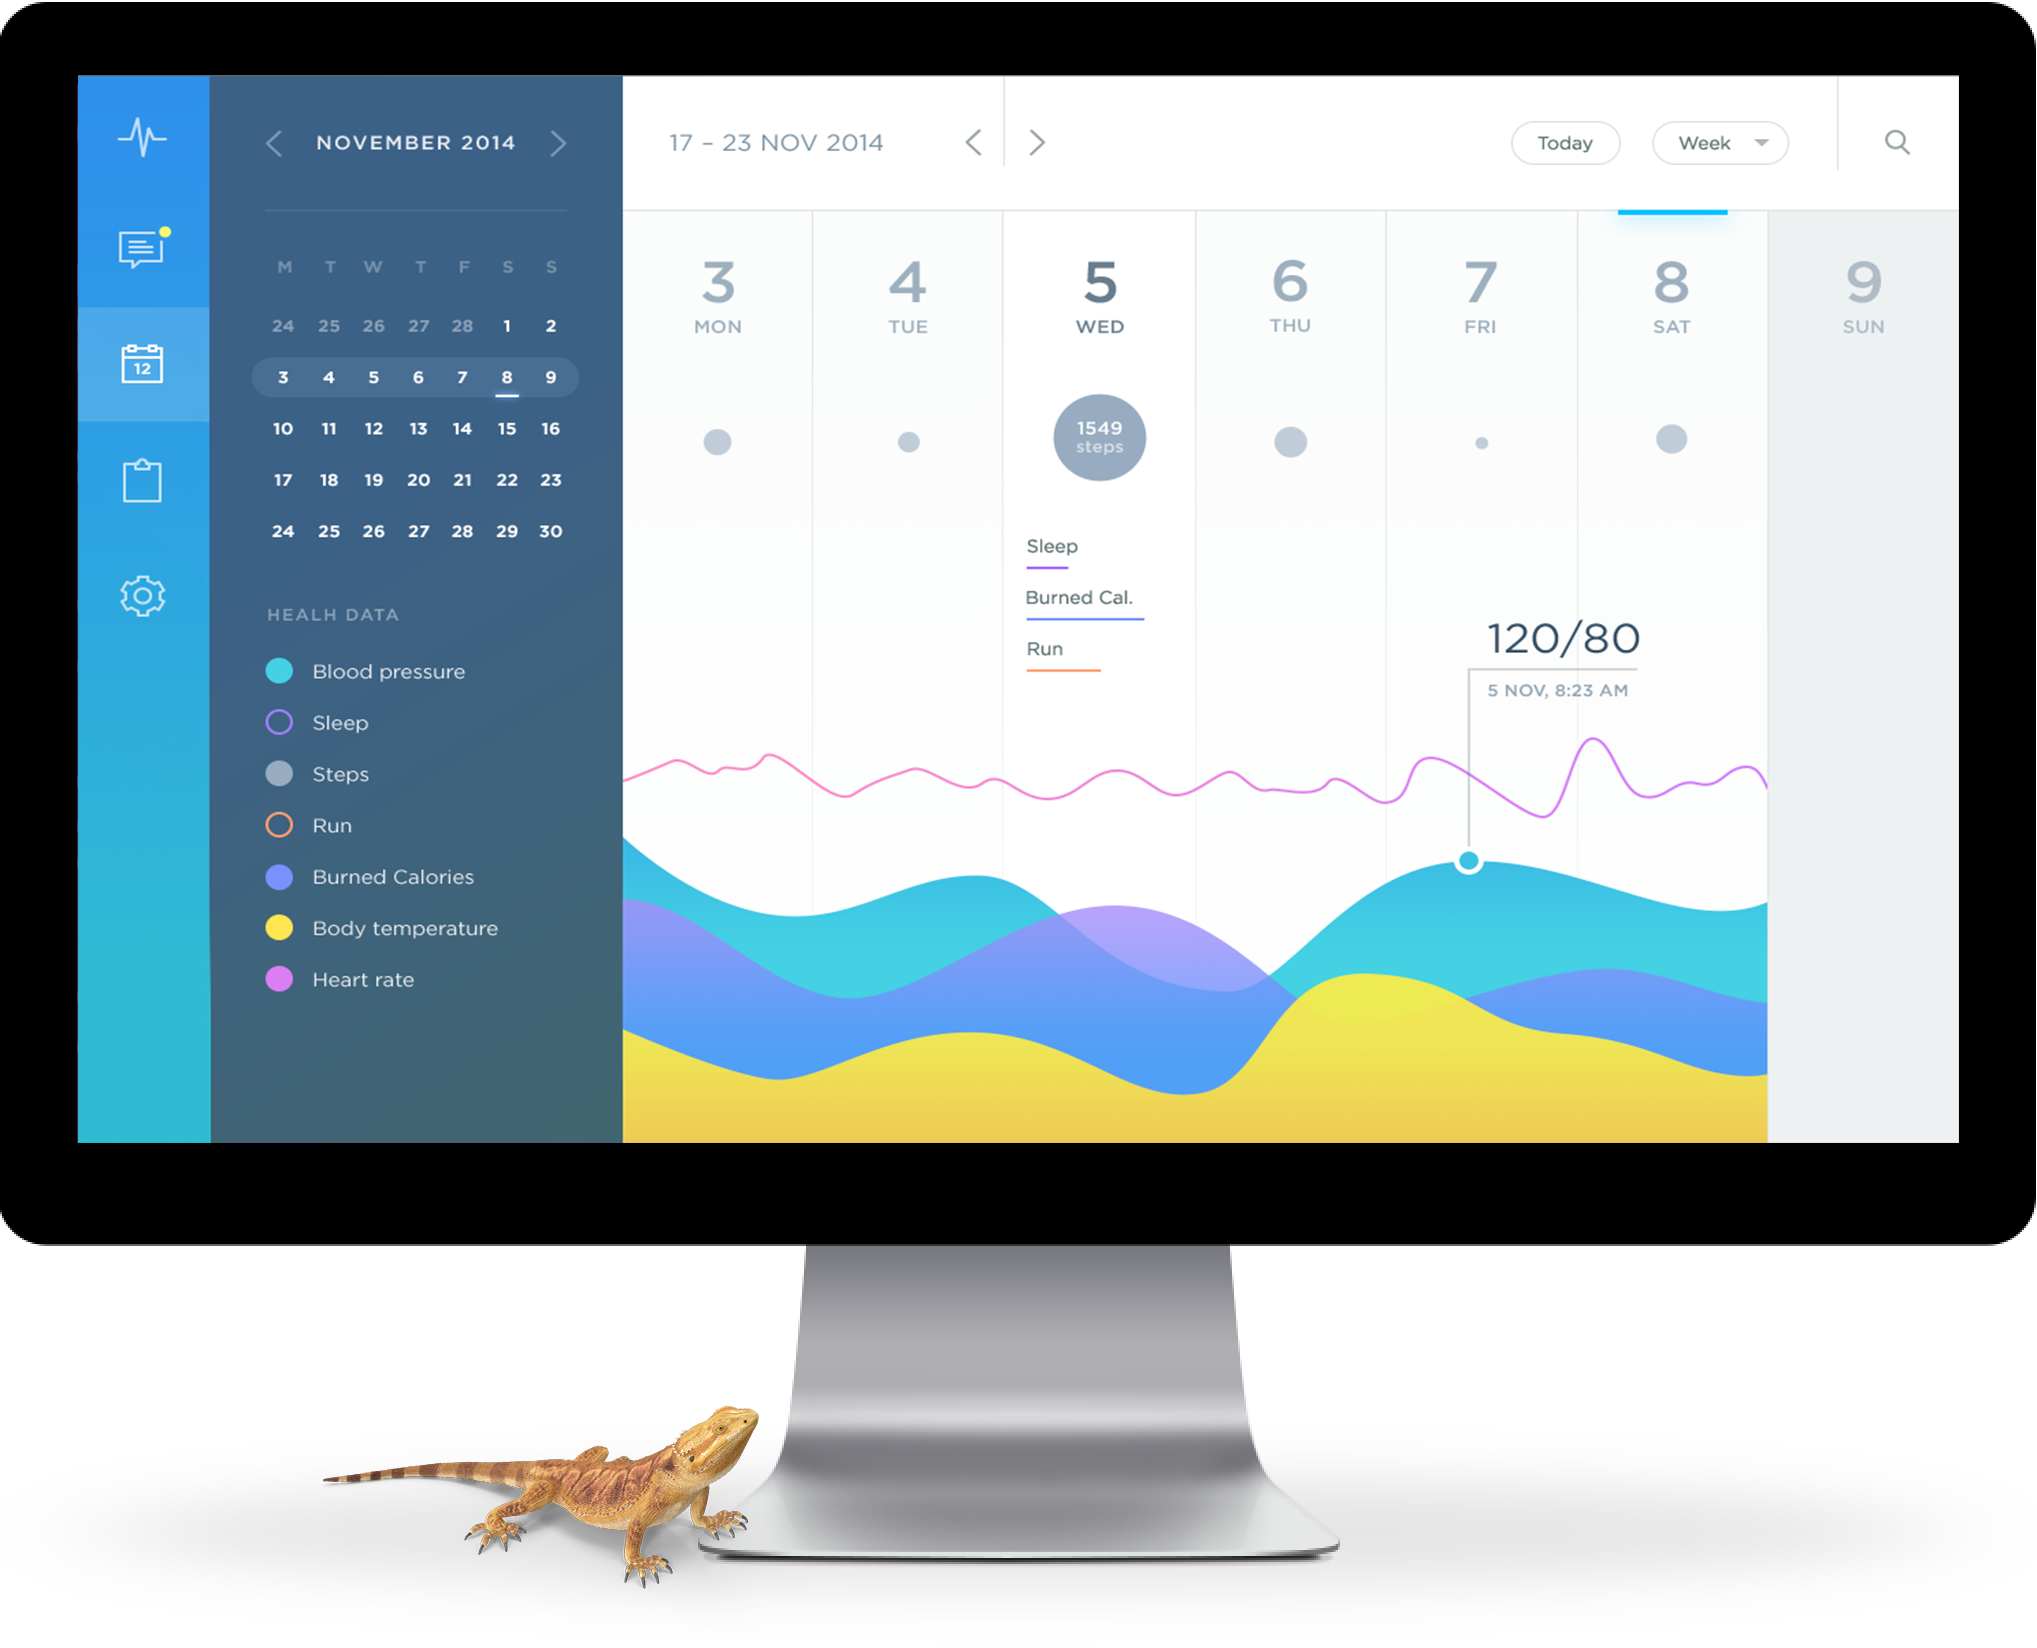 NOVEMBER 2014
M T W T F S S
24 25 26 27 28 1 2
3 4 5 6 7 8 9
10 11 12 13 14 15 16
17 18 19 20 21 22 23
24 25 26 27 28 29 30
12
HEALH DATA
Blood pressure
Sleep
Steps
Run
Burned Calories
Body temperature
Heart rate
17 – 23 NOV 2014
Today
Week
3 4 5 6 7 8 9
MON TUE WED THU FRI SAT SUN
1549
steps
Sleep
Burned Cal.
Run
120/80
5 NOV, 8:23 AM